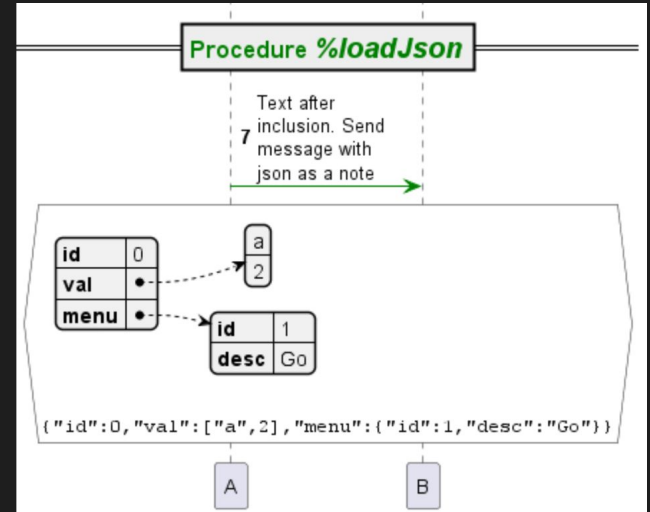 Procedure %loadJson
Text after
7 inclusion. Send
message with
json as a note
id 0
val
menu
a
2
id 1
desc Go
{"id":0,"val":["a",2],"menu":{"id":1,"desc":"Go"}}
A B